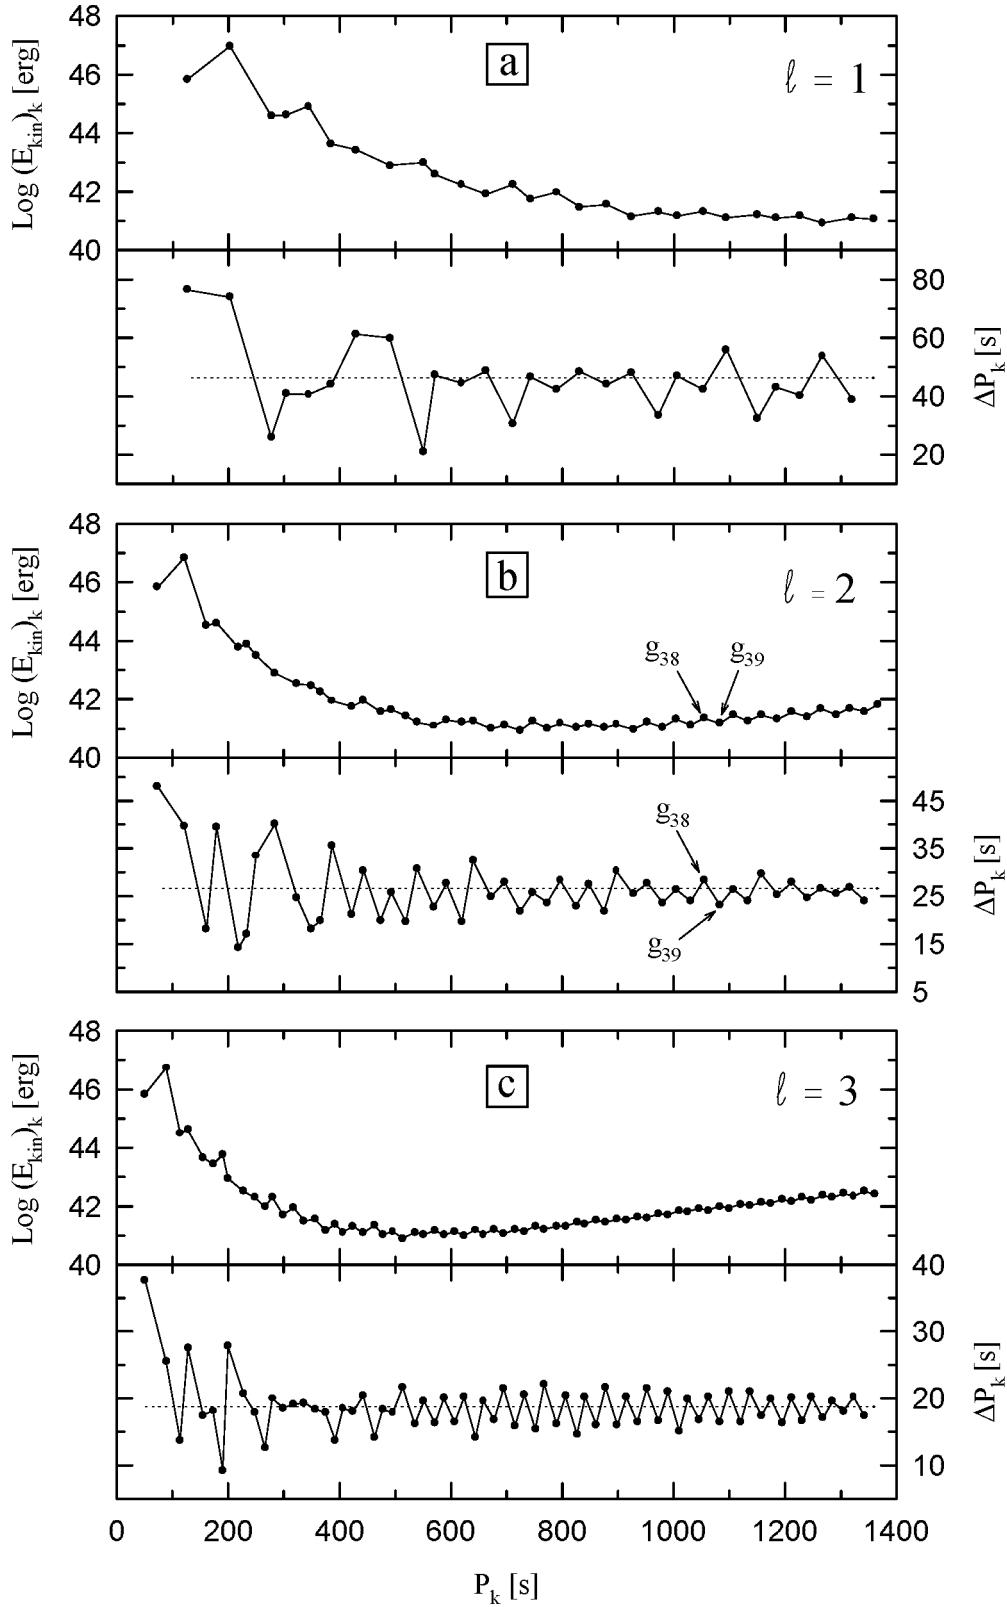 48
46
44
42
40
Log (E_kin)_k [erg]
a
ℓ = 1
80
60
40
20
ΔP_k [s]
48
46
44
42
40
Log (E_kin)_k [erg]
b
ℓ = 2
g_38
g_39
45
35
25
15
5
ΔP_k [s]
g_38
g_39
48
46
44
42
40
Log (E_kin)_k [erg]
c
ℓ = 3
40
30
20
10
ΔP_k [s]
0 200 400 600 800 1000 1200 1400
P_k [s]